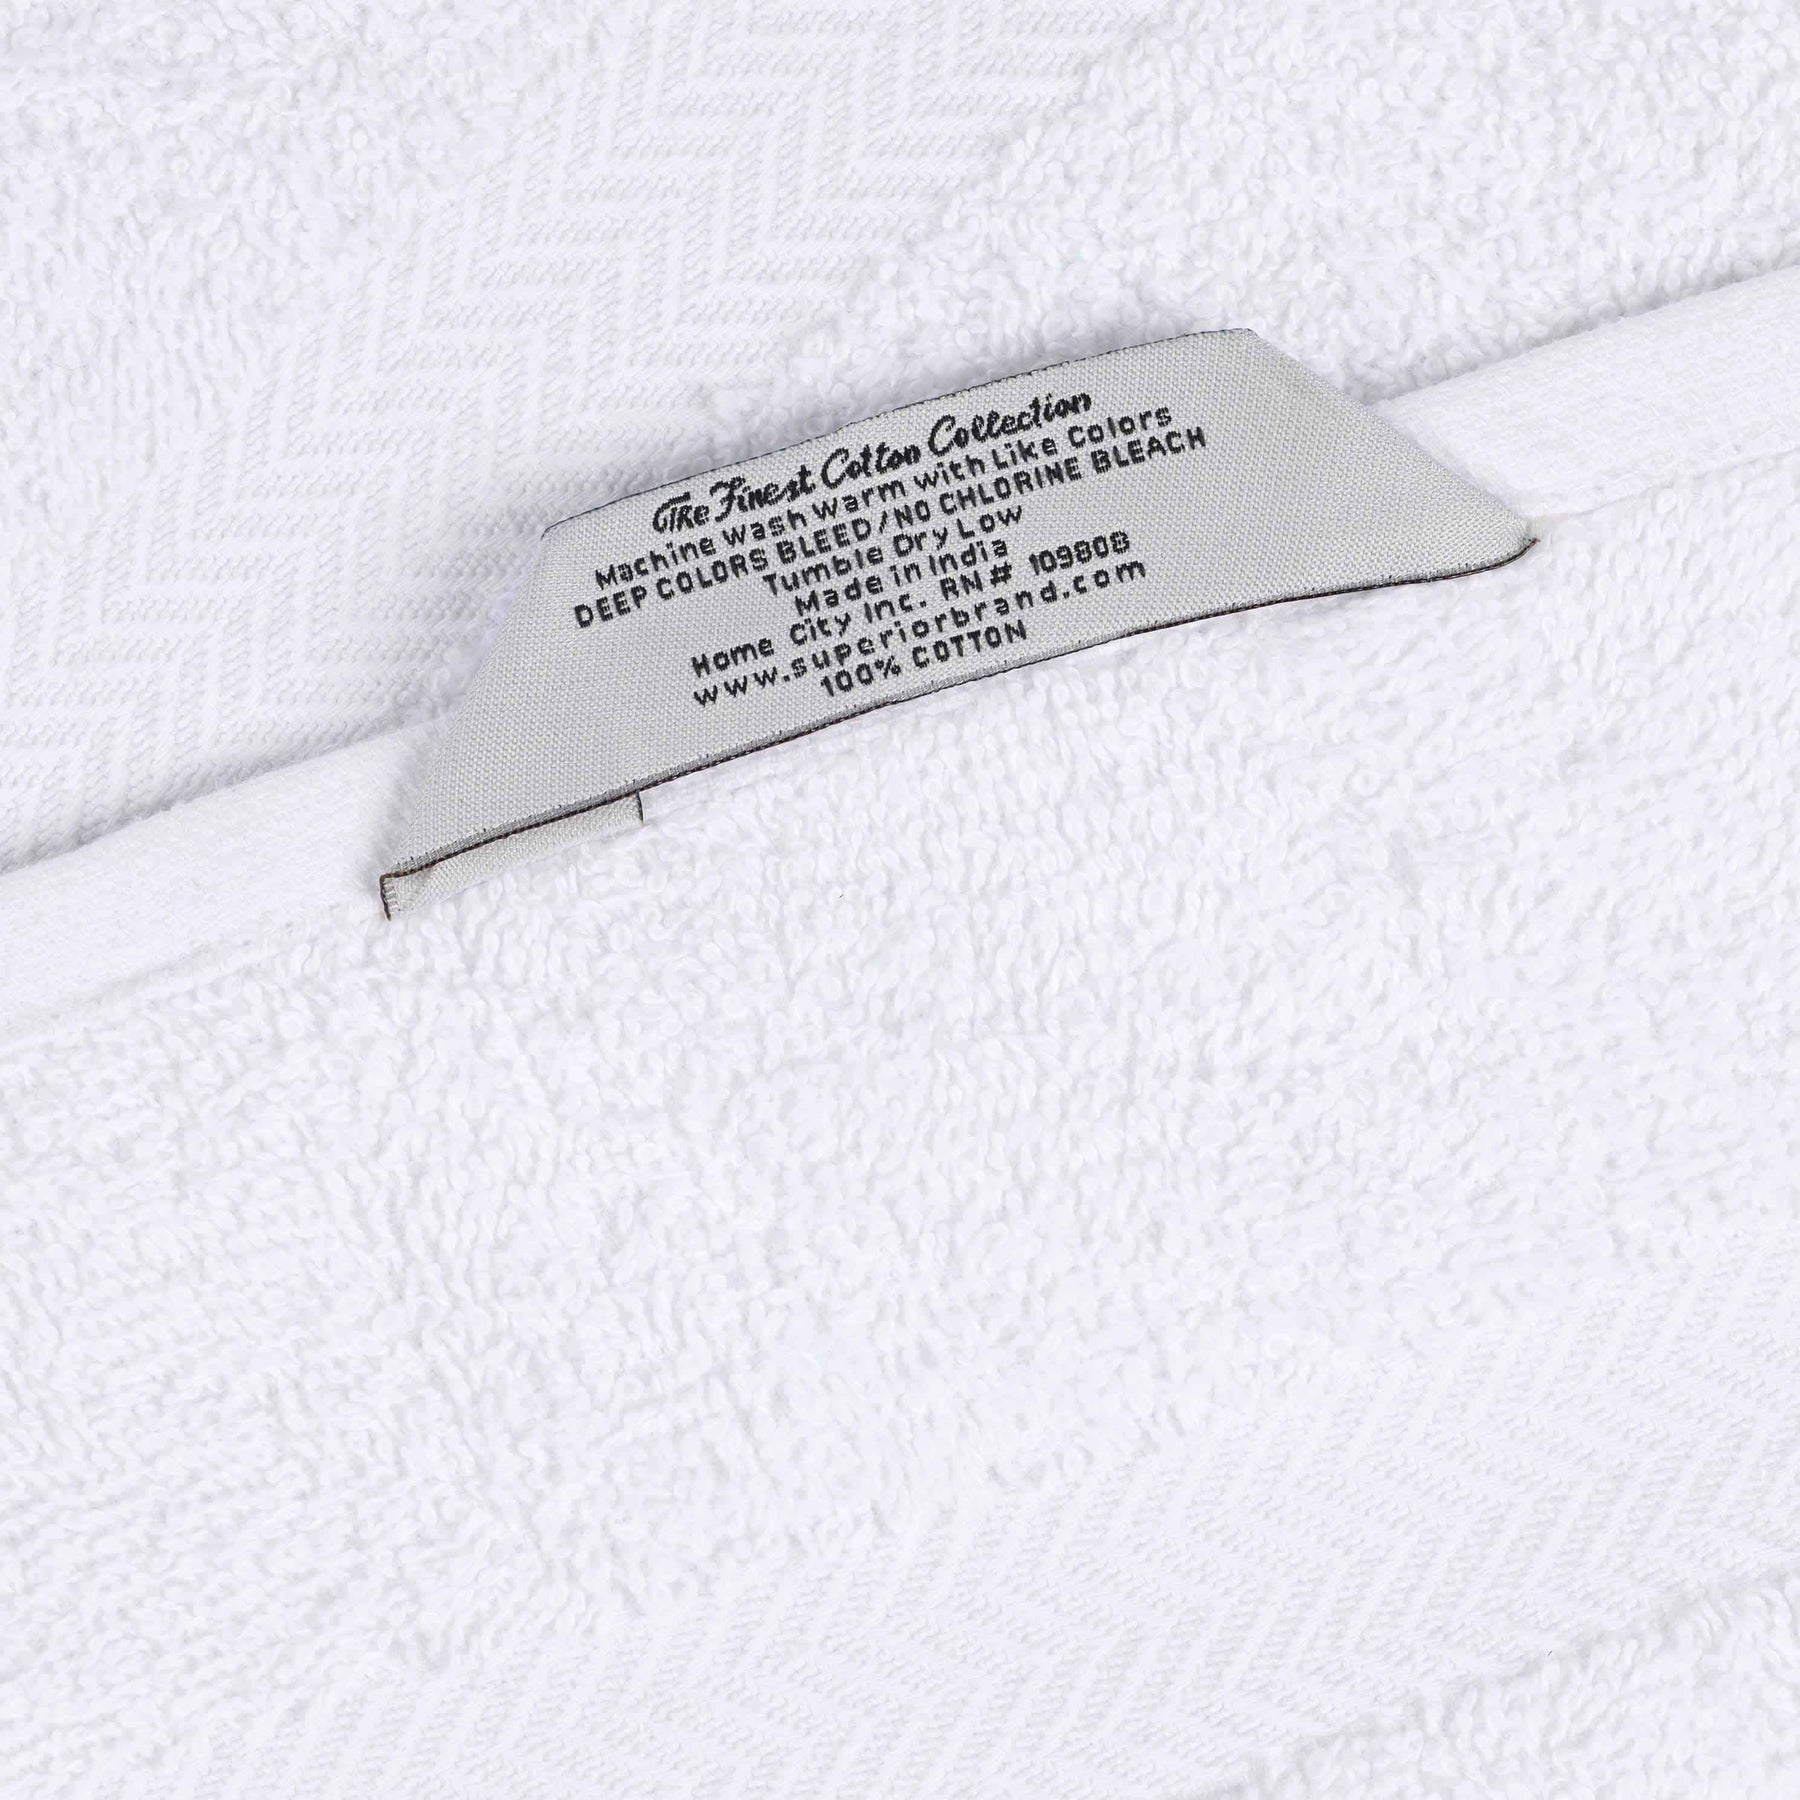 The Finest Cotton Collection
Machine Wash Warm with Like Colors
DEEP COLORS BLEED/NO CHLORINE BLEACH
Tumble Dry Low
Made in India
Home City Inc. RN# 109808
www.superiorbrand.com
100% COTTON